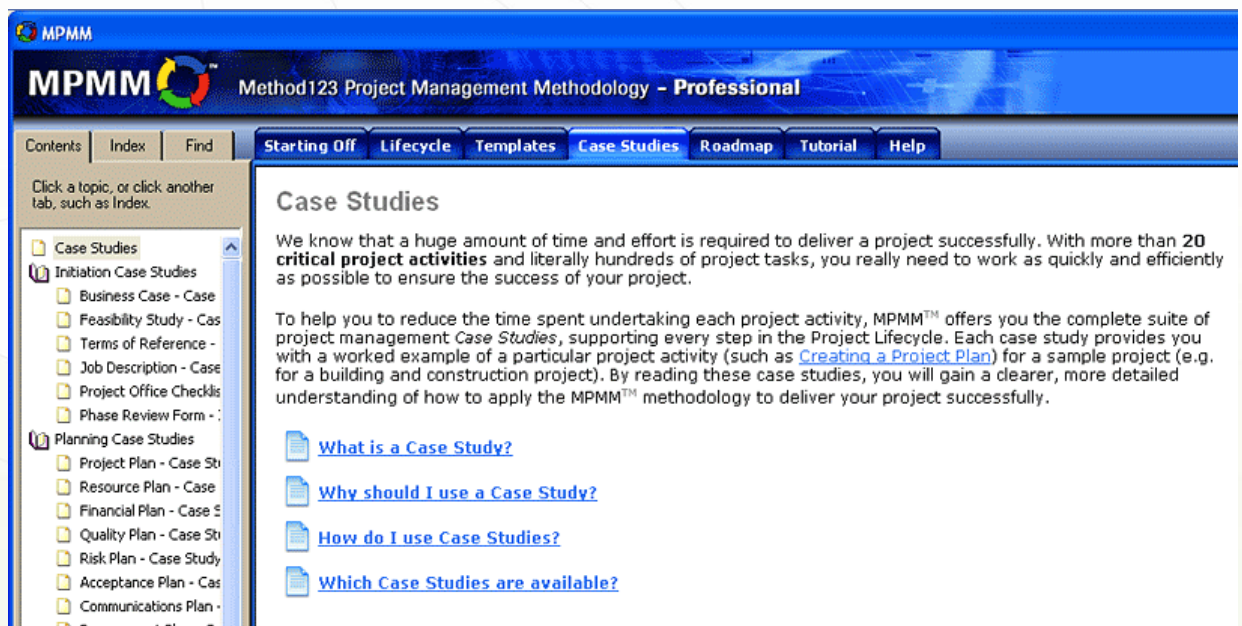 MPMM
MPMM™ Method123 Project Management Methodology - Professional
Contents Index Find
Starting Off Lifecycle Templates Case Studies Roadmap Tutorial Help
Click a topic, or click another
tab, such as Index.
Case Studies
Initiation Case Studies
Business Case - Case
Feasibility Study - Cas
Terms of Reference -
Job Description - Case
Project Office Checklis
Phase Review Form -
Planning Case Studies
Project Plan - Case Stu
Resource Plan - Case
Financial Plan - Case S
Quality Plan - Case Stu
Risk Plan - Case Study
Acceptance Plan - Cas
Communications Plan -
Case Studies
We know that a huge amount of time and effort is required to deliver a project successfully. With more than 20
critical project activities and literally hundreds of project tasks, you really need to work as quickly and efficiently
as possible to ensure the success of your project.
To help you to reduce the time spent undertaking each project activity, MPMM™ offers you the complete suite of
project management Case Studies, supporting every step in the Project Lifecycle. Each case study provides you
with a worked example of a particular project activity (such as Creating a Project Plan) for a sample project (e.g.
for a building and construction project). By reading these case studies, you will gain a clearer, more detailed
understanding of how to apply the MPMM™ methodology to deliver your project successfully.
What is a Case Study?
Why should I use a Case Study?
How do I use Case Studies?
Which Case Studies are available?